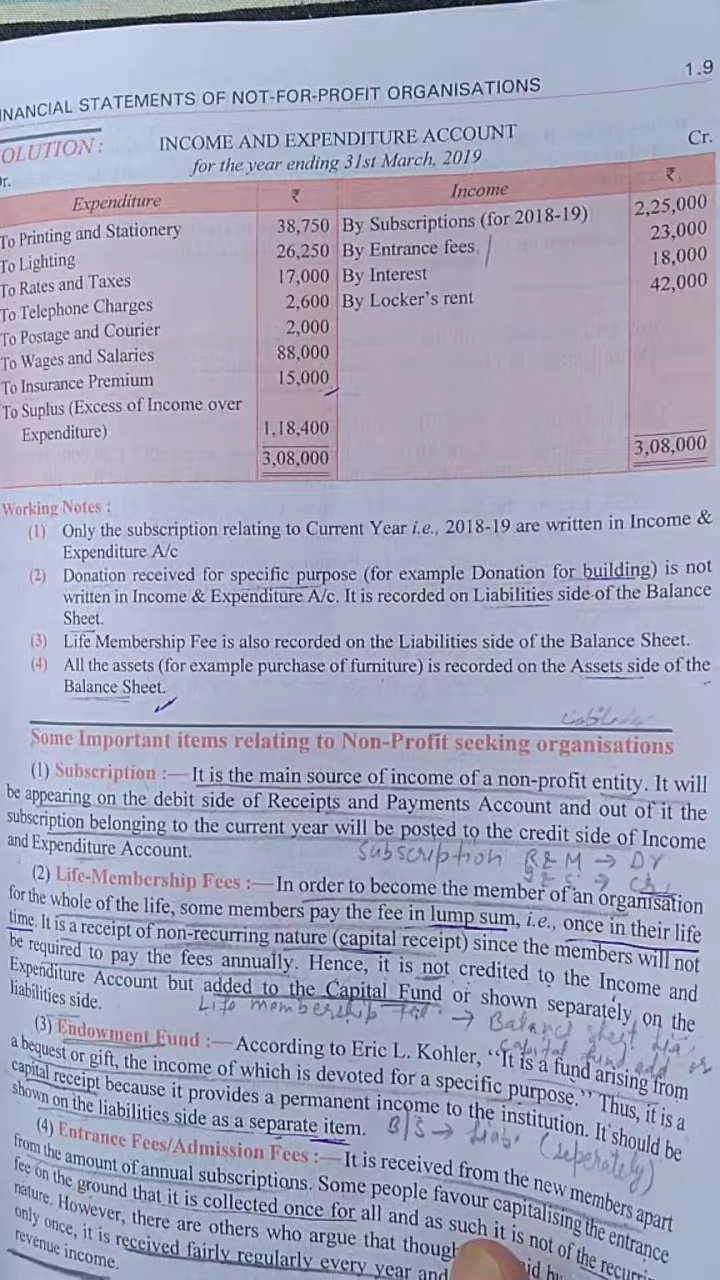 1.9
INANCIAL STATEMENTS OF NOT-FOR-PROFIT ORGANISATIONS
OLUTION :
INCOME AND EXPENDITURE ACCOUNT
for the year ending 31st March, 2019
Dr. Cr.
Expenditure ₹ Income ₹
To Printing and Stationery 38,750 By Subscriptions (for 2018-19) 2,25,000
To Lighting 26,250 By Entrance fees 23,000
To Rates and Taxes 17,000 By Interest 18,000
To Telephone Charges 2,600 By Locker's rent 42,000
To Postage and Courier 2,000
To Wages and Salaries 88,000
To Insurance Premium 15,000
To Suplus (Excess of Income over
Expenditure) 1,18,400
3,08,000 3,08,000
Working Notes :
(1) Only the subscription relating to Current Year i.e., 2018-19 are written in Income &
Expenditure A/c
(2) Donation received for specific purpose (for example Donation for building) is not
written in Income & Expenditure A/c. It is recorded on Liabilities side of the Balance
Sheet.
(3) Life Membership Fee is also recorded on the Liabilities side of the Balance Sheet.
(4) All the assets (for example purchase of furniture) is recorded on the Assets side of the
Balance Sheet.
Some Important items relating to Non-Profit seeking organisations
(1) Subscription :— It is the main source of income of a non-profit entity. It will
be appearing on the debit side of Receipts and Payments Account and out of it the
subscription belonging to the current year will be posted to the credit side of Income
and Expenditure Account.
Subscription R&M → Dr
(2) Life-Membership Fees :— In order to become the member of an organisation
for the whole of the life, some members pay the fee in lump sum, i.e., once in their life
time. It is a receipt of non-recurring nature (capital receipt) since the members will not
be required to pay the fees annually. Hence, it is not credited to the Income and
Expenditure Account but added to the Capital Fund or shown separately on the
liabilities side.
Life membership → Balance sheet
Capital fund add or
(3) Endowment Fund :— According to Eric L. Kohler, "It is a fund arising from
a bequest or gift, the income of which is devoted for a specific purpose." Thus, it is a
capital receipt because it provides a permanent income to the institution. It should be
shown on the liabilities side as a separate item.
B/S → Liab. (seperately)
(4) Entrance Fees/Admission Fees :— It is received from the new members apart
from the amount of annual subscriptions. Some people favour capitalising the entrance
fee on the ground that it is collected once for all and as such it is not of the
nature. However, there are others who argue that
only once, it is received fairly regularly every year and
revenue income.